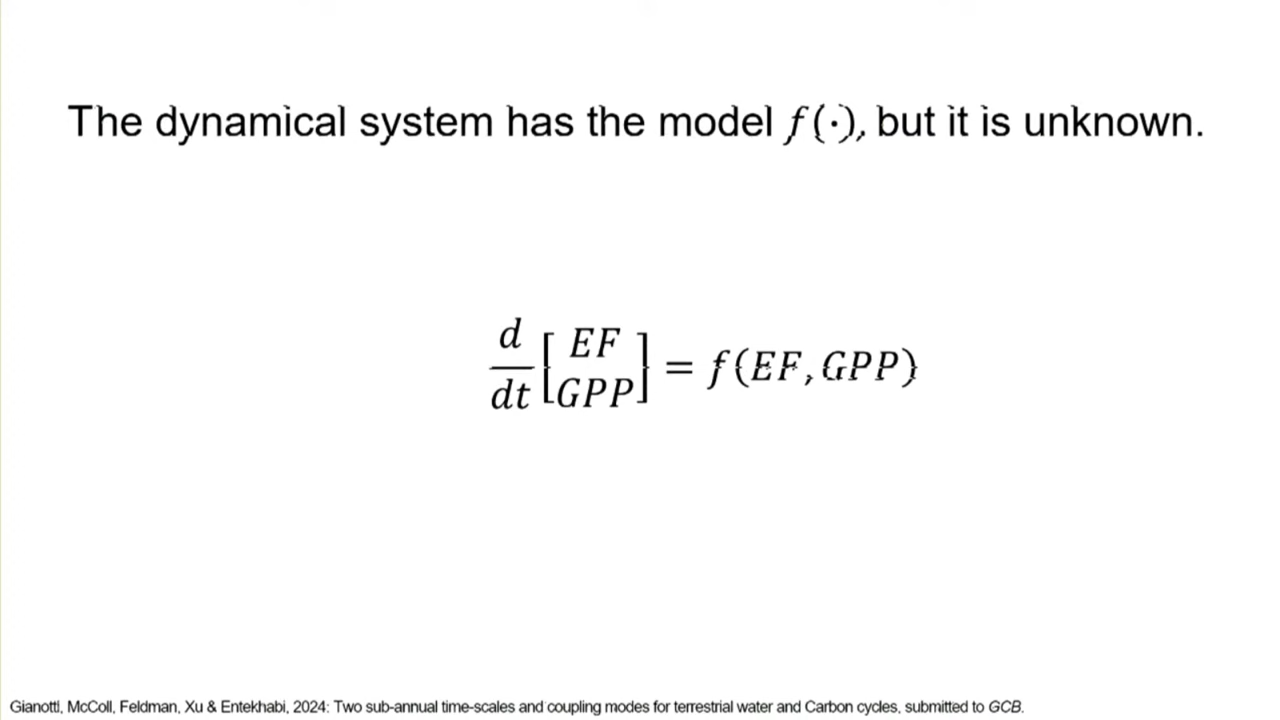 The dynamical system has the model f(·), but it is unknown.
d/dt [EF GPP] = f(EF, GPP)
Gianotti, McColl, Feldman, Xu & Entekhabi, 2024: Two sub-annual time-scales and coupling modes for terrestrial water and Carbon cycles, submitted to GCB.